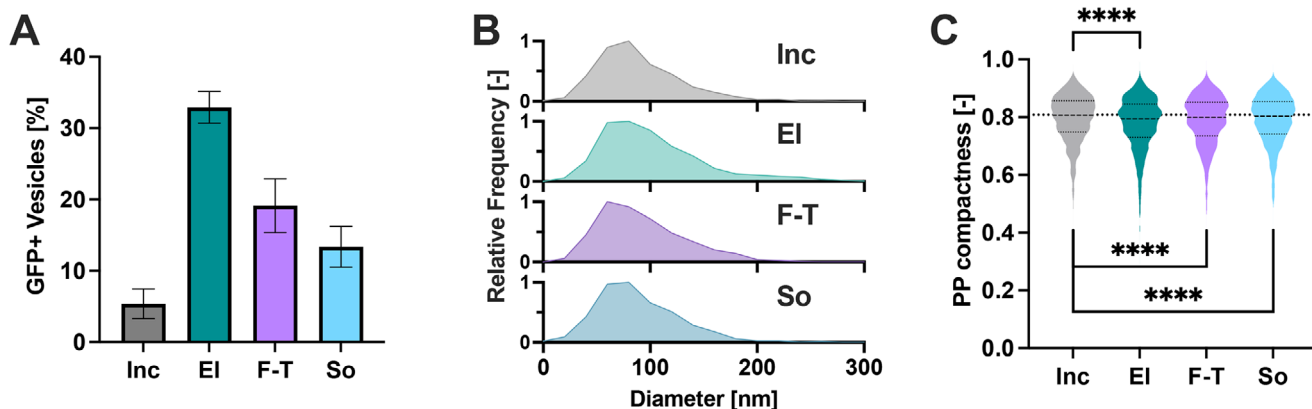 A
GFP+ Vesicles [%]
40
30
20
10
0
Inc
El
F-T
So
B
Relative Frequency [-]
1
0
Inc
1
0
El
1
0
F-T
1
0
So
0
100
200
300
Diameter [nm]
C
PP compactness [-]
1.0
0.8
0.6
0.4
0.2
0.0
****
****
****
Inc
El
F-T
So